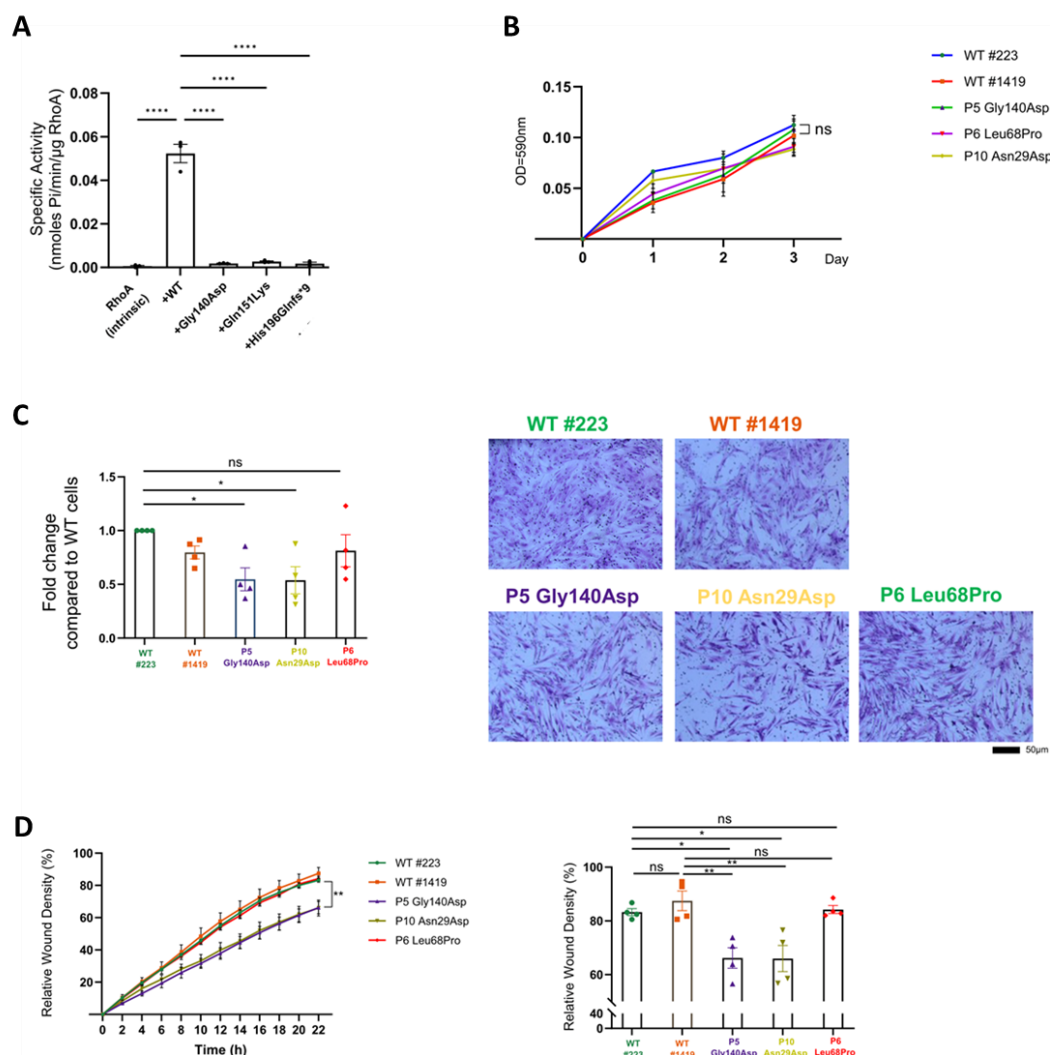 A
Specific Activity
(nmoles Pi/min/µg RhoA)
****
****
****
****
0.08
0.06
0.04
0.02
0.00
RhoA
(intrinsic)
+WT
+Gly140Asp
+Gln151Lys
+His196Glnfs*9
B
OD=590nm
0.15
0.10
0.05
ns
0
1
2
3
Day
WT #223
WT #1419
P5 Gly140Asp
P6 Leu68Pro
P10 Asn29Asp
C
Fold change
compared to WT cells
ns
*
*
1.5
1.0
0.5
0.0
WT
#223
WT
#1419
P5
Gly140Asp
P10
Asn29Asp
P6
Leu68Pro
WT #223
WT #1419
P5 Gly140Asp
P10 Asn29Asp
P6 Leu68Pro
50µm
D
Relative Wound Density (%)
100
80
60
40
20
0
2
4
6
8
10
12
14
16
18
20
22
Time (h)
**
WT #223
WT #1419
P5 Gly140Asp
P10 Asn29Asp
P6 Leu68Pro
Relative Wound Density (%)
ns
*
*
ns
ns
**
**
100
80
60
40
0
WT
#223
WT
#1419
P5
Gly140Asp
P10
Asn29Asp
P6
Leu68Pro